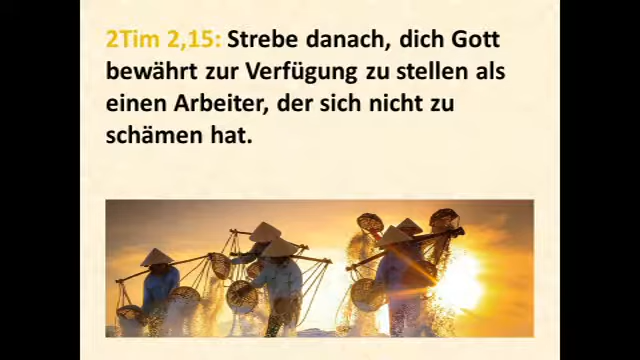 2Tim 2,15: Strebe danach, dich Gott
bewährt zur Verfügung zu stellen als
einen Arbeiter, der sich nicht zu
schämen hat.